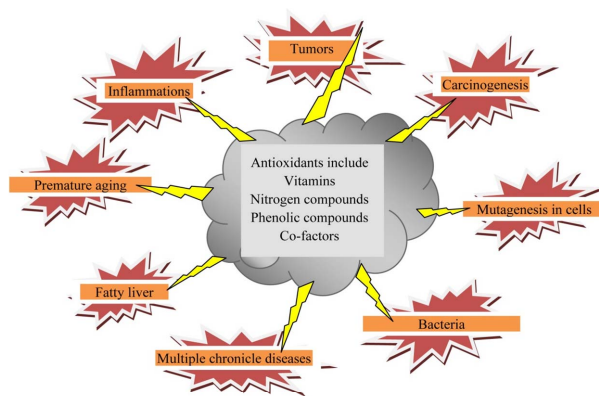 Tumors
Inflammations
Carcinogenesis
Antioxidants include
Vitamins
Nitrogen compounds
Phenolic compounds
Co-factors
Premature aging
Mutagenesis in cells
Fatty liver
Bacteria
Multiple chronicle diseases